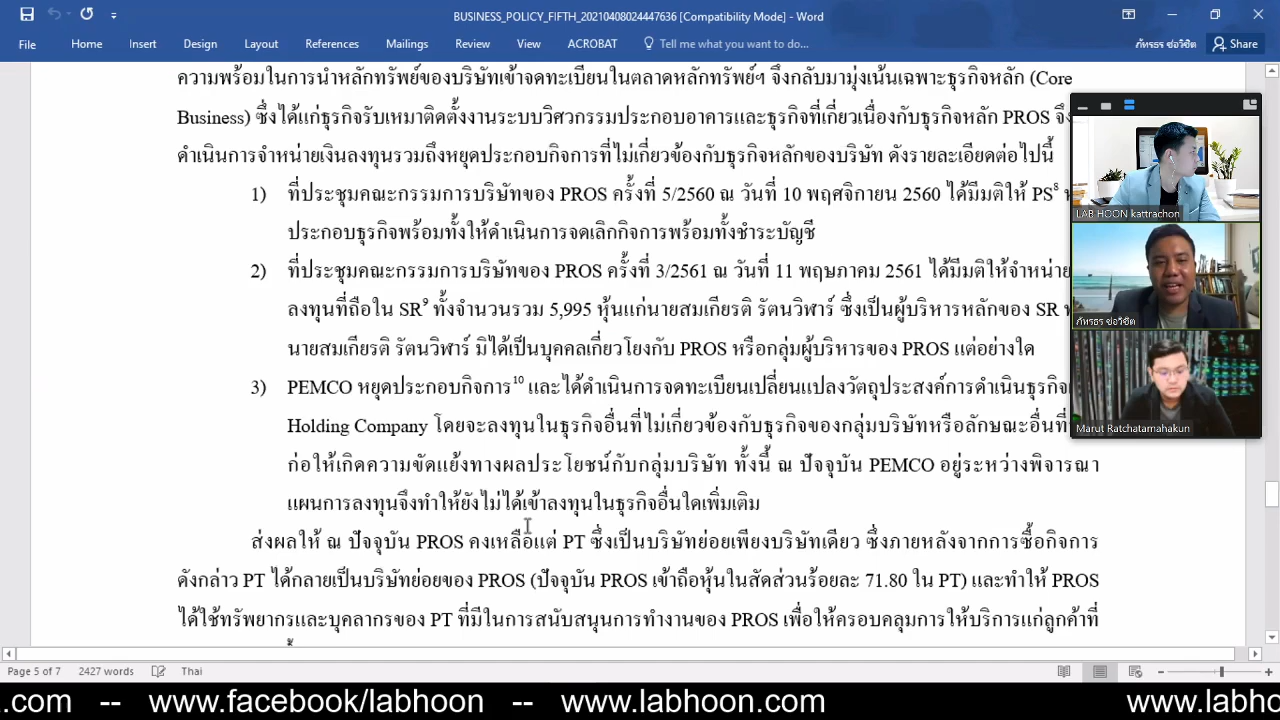 BUSINESS_POLICY_FIFTH_20210408024447636 [Compatibility Mode] - Word
File Home Insert Design Layout References Mailings Review View ACROBAT Tell me what you want to do... ภัทรธร ช่อวิชิต Share
ความพร้อมในการนำหลักทรัพย์ของบริษัทเข้าจดทะเบียนในตลาดหลักทรัพย์ฯ จึงกลับมามุ่งเน้นเฉพาะธุรกิจหลัก (Core
Business) ซึ่งได้แก่ธุรกิจรับเหมาติดตั้งงานระบบวิศวกรรมประกอบอาคารและธุรกิจที่เกี่ยวเนื่องกับธุรกิจหลัก PROS จึง
ดำเนินการจำหน่ายเงินลงทุนรวมถึงหยุดประกอบกิจการที่ไม่เกี่ยวข้องกับธุรกิจหลักของบริษัท ดังรายละเอียดต่อไปนี้
1) ที่ประชุมคณะกรรมการบริษัทของ PROS ครั้งที่ 5/2560 ณ วันที่ 10 พฤศจิกายน 2560 ได้มีมติให้ PS⁸
ประกอบธุรกิจพร้อมทั้งให้ดำเนินการจดเลิกกิจการพร้อมทั้งชำระบัญชี
2) ที่ประชุมคณะกรรมการบริษัทของ PROS ครั้งที่ 3/2561 ณ วันที่ 11 พฤษภาคม 2561 ได้มีมติให้จำหน่าย
ลงทุนที่ถือใน SR⁹ ทั้งจำนวนรวม 5,995 หุ้นแก่นายสมเกียรติ รัตนวิฬาร์ ซึ่งเป็นผู้บริหารหลักของ SR
นายสมเกียรติ รัตนวิฬาร์ มิได้เป็นบุคคลเกี่ยวโยงกับ PROS หรือกลุ่มผู้บริหารของ PROS แต่อย่างใด
3) PEMCO หยุดประกอบกิจการ¹⁰ และได้ดำเนินการจดทะเบียนเปลี่ยนแปลงวัตถุประสงค์การดำเนินธุรกิจ
Holding Company โดยจะลงทุนในธุรกิจอื่นที่ไม่เกี่ยวข้องกับธุรกิจของกลุ่มบริษัทหรือลักษณะอื่นที่
ก่อให้เกิดความขัดแย้งทางผลประโยชน์กับกลุ่มบริษัท ทั้งนี้ ณ ปัจจุบัน PEMCO อยู่ระหว่างพิจารณา
แผนการลงทุนจึงทำให้ยังไม่ได้เข้าลงทุนในธุรกิจอื่นใดเพิ่มเติม
ส่งผลให้ ณ ปัจจุบัน PROS คงเหลือแต่ PT ซึ่งเป็นบริษัทย่อยเพียงบริษัทเดียว ซึ่งภายหลังจากการซื้อกิจการ
ดังกล่าว PT ได้กลายเป็นบริษัทย่อยของ PROS (ปัจจุบัน PROS เข้าถือหุ้นในสัดส่วนร้อยละ 71.80 ใน PT) และทำให้ PROS
ได้ใช้ทรัพยากรและบุคลากรของ PT ที่มีในการสนับสนุนการทำงานของ PROS เพื่อให้ครอบคลุมการให้บริการแก่ลูกค้าที่
LAB HOON kattrachon
ภัทรธร ช่อวิชิต
Marut Ratchatamahakun
Page 5 of 7 2427 words Thai
.com -- www.facebook/labhoon -- www.labhoon.com www.labho